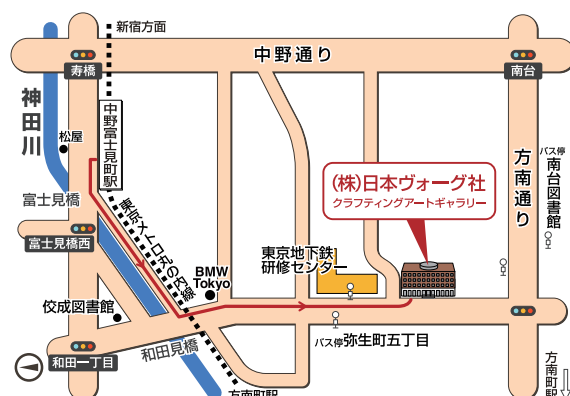 新宿方面
中野通り
寿橋
南台
神田川
中野富士見町駅
松屋
バス停
南台図書館
方南通り
(株)日本ヴォーグ社
クラフティングアートギャラリー
富士見橋
東京メトロ丸の内線
富士見橋西
東京地下鉄
研修センター
BMW
Tokyo
佼成図書館
和田見橋
バス停 弥生町五丁目
和田一丁目
方南町駅
方南町駅